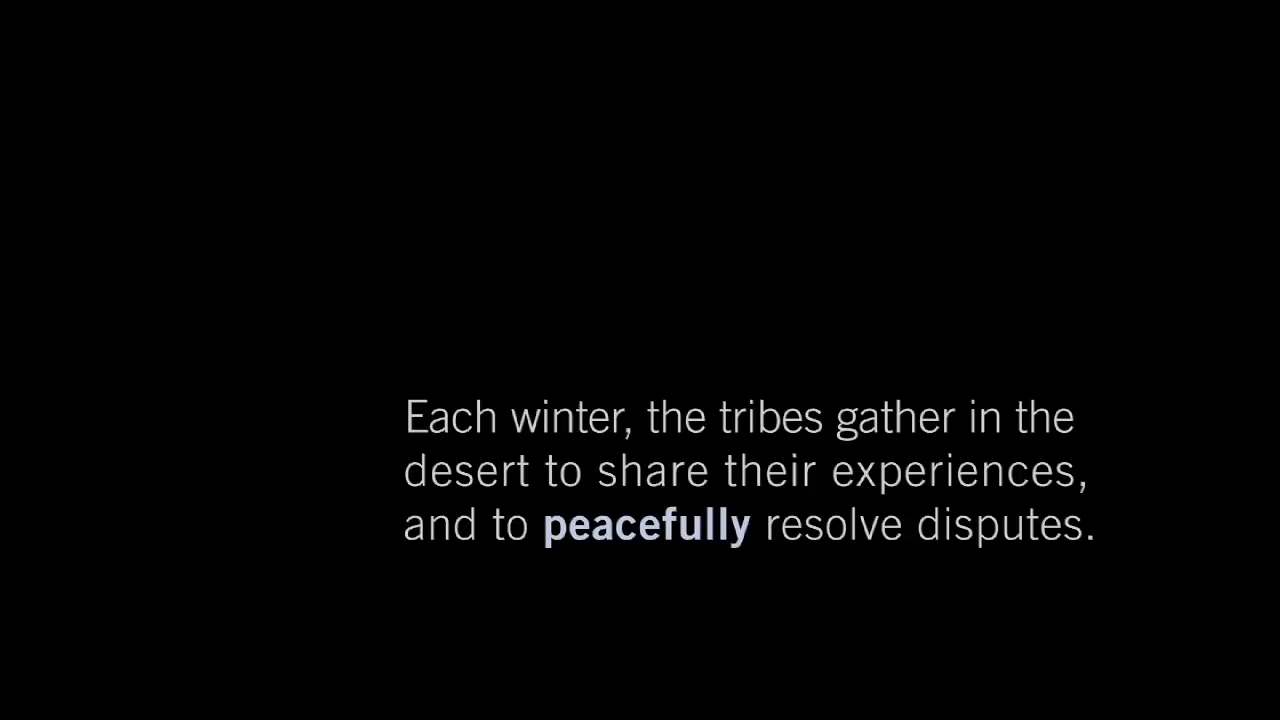 Each winter, the tribes gather in the
desert to share their experiences,
and to peacefully resolve disputes.